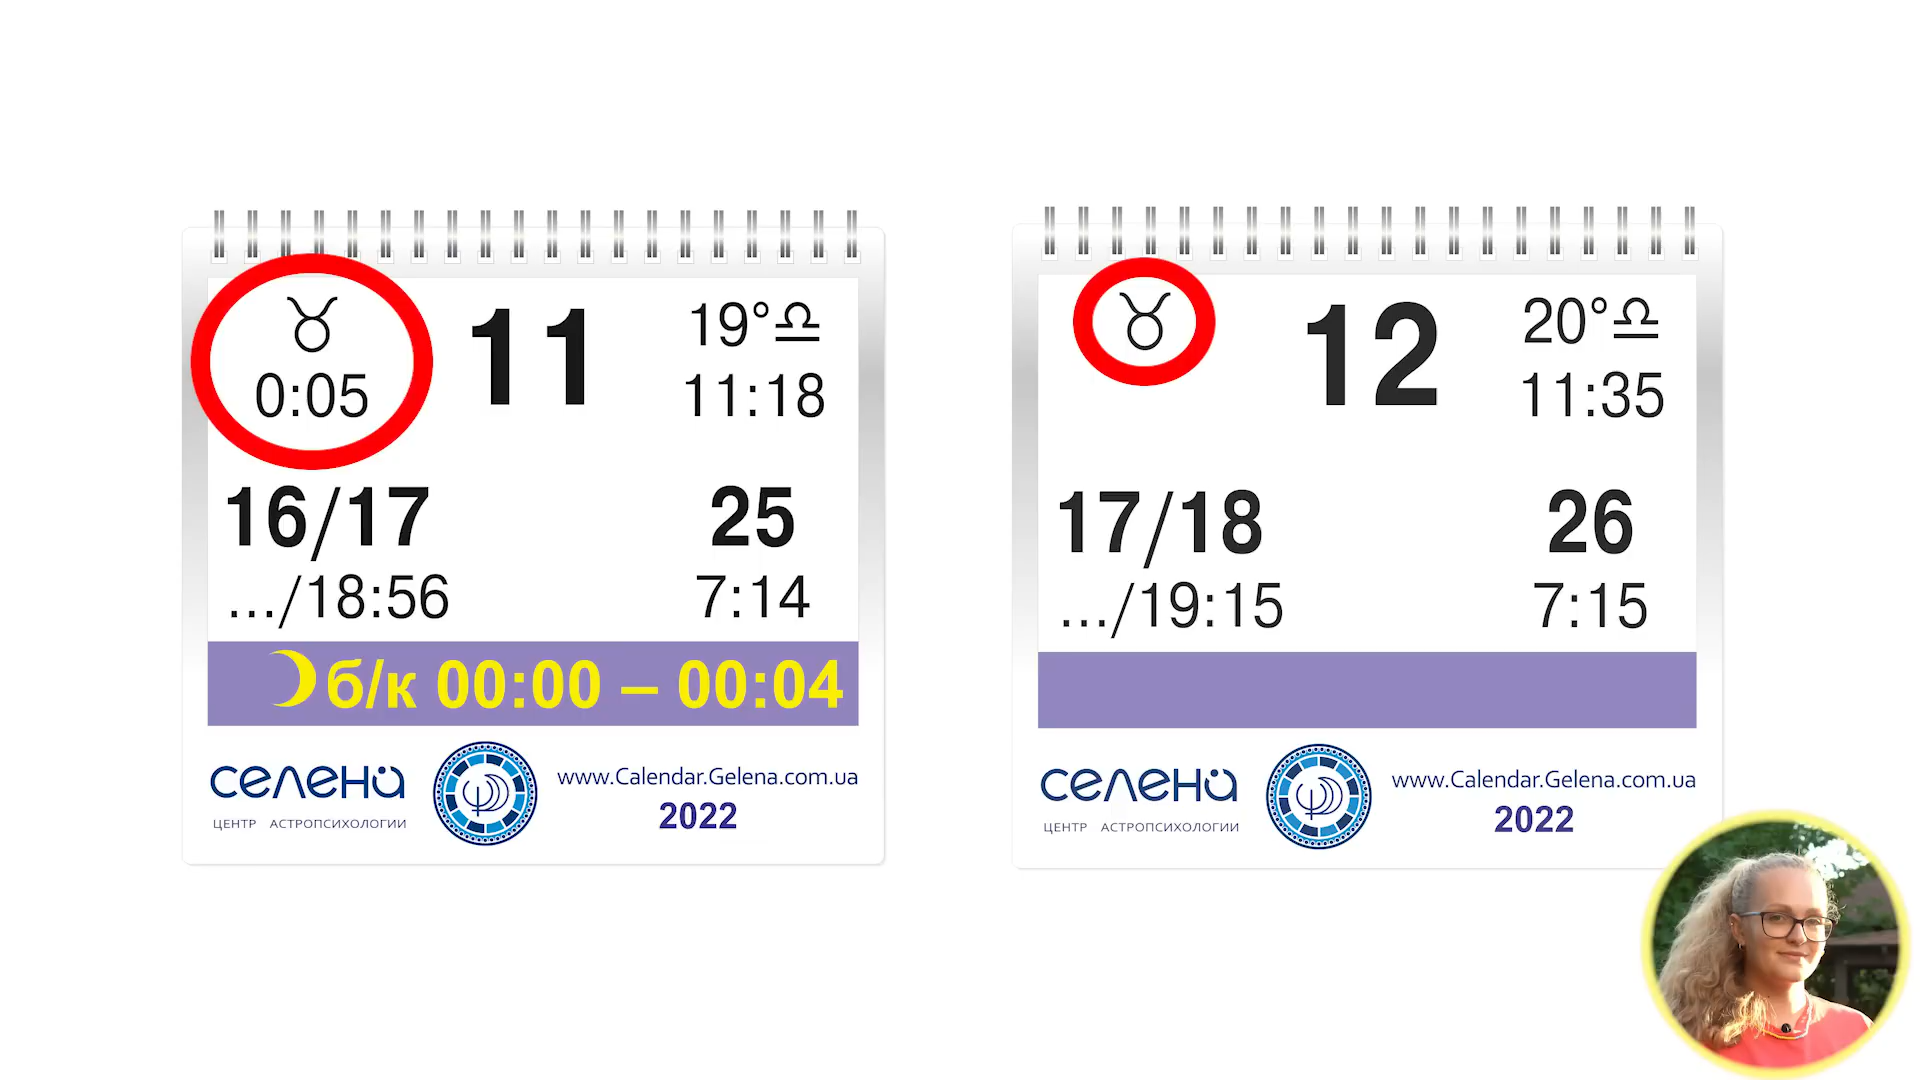 ♉ 11 19°♎
0:05 11:18
16/17 25
.../18:56 7:14
☽ б/к 00:00 – 00:04
селена
ЦЕНТР АСТРОПСИХОЛОГИИ
www.Calendar.Gelena.com.ua
2022
♉ 12 20°♎
11:35
17/18 26
.../19:15 7:15
селена
ЦЕНТР АСТРОПСИХОЛОГИИ
www.Calendar.Gelena.com.ua
2022